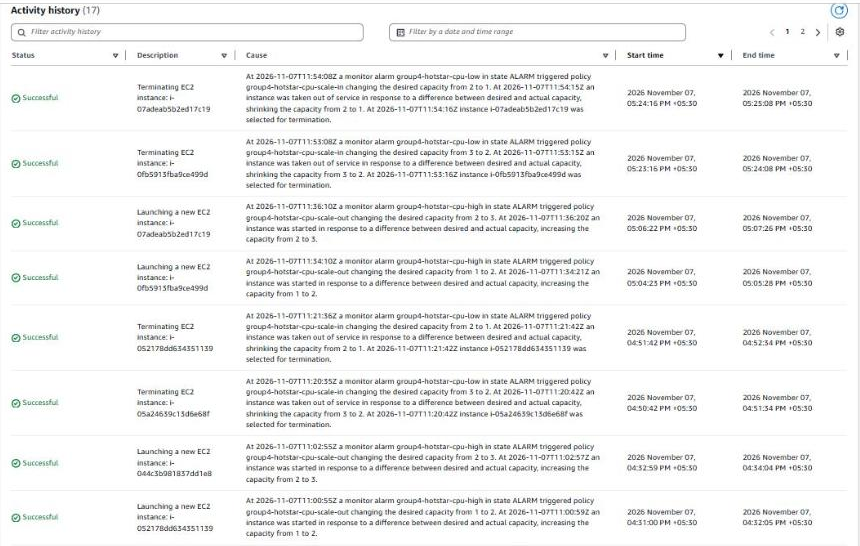 Activity history (17)
Filter activity history
Filter by a date and time range
1 2
Status Description Cause Start time End time
Successful
Terminating EC2
instance: i-
07adeab5b2ed17c19
At 2026-11-07T11:54:08Z a monitor alarm group4-hotstar-cpu-low in state ALARM triggered policy
group4-hotstar-cpu-scale-in changing the desired capacity from 2 to 1. At 2026-11-07T11:54:15Z an
instance was taken out of service in response to a difference between desired and actual capacity,
shrinking the capacity from 2 to 1. At 2026-11-07T11:54:16Z instance i-07adeab5b2ed17c19 was
selected for termination.
2026 November 07,
05:24:16 PM +05:30
2026 November 07,
05:25:08 PM +05:30
Successful
Terminating EC2
instance: i-
0fb5913fba9ce499d
At 2026-11-07T11:53:08Z a monitor alarm group4-hotstar-cpu-low in state ALARM triggered policy
group4-hotstar-cpu-scale-in changing the desired capacity from 3 to 2. At 2026-11-07T11:53:15Z an
instance was taken out of service in response to a difference between desired and actual capacity,
shrinking the capacity from 3 to 2. At 2026-11-07T11:53:16Z instance i-0fb5913fba9ce499d was
selected for termination.
2026 November 07,
05:23:16 PM +05:30
2026 November 07,
05:24:08 PM +05:30
Successful
Launching a new EC2
instance: i-
07adeab5b2ed17c19
At 2026-11-07T11:36:10Z a monitor alarm group4-hotstar-cpu-high in state ALARM triggered policy
group4-hotstar-cpu-scale-out changing the desired capacity from 2 to 3. At 2026-11-07T11:36:20Z an
instance was started in response to a difference between desired and actual capacity, increasing the
capacity from 2 to 3.
2026 November 07,
05:06:22 PM +05:30
2026 November 07,
05:07:26 PM +05:30
Successful
Launching a new EC2
instance: i-
0fb5913fba9ce499d
At 2026-11-07T11:34:10Z a monitor alarm group4-hotstar-cpu-high in state ALARM triggered policy
group4-hotstar-cpu-scale-out changing the desired capacity from 1 to 2. At 2026-11-07T11:34:21Z an
instance was started in response to a difference between desired and actual capacity, increasing the
capacity from 1 to 2.
2026 November 07,
05:04:23 PM +05:30
2026 November 07,
05:05:28 PM +05:30
Successful
Terminating EC2
instance: i-
052178dd634351139
At 2026-11-07T11:21:36Z a monitor alarm group4-hotstar-cpu-low in state ALARM triggered policy
group4-hotstar-cpu-scale-in changing the desired capacity from 2 to 1. At 2026-11-07T11:21:42Z an
instance was taken out of service in response to a difference between desired and actual capacity,
shrinking the capacity from 2 to 1. At 2026-11-07T11:21:42Z instance i-052178dd634351139 was
selected for termination.
2026 November 07,
04:51:42 PM +05:30
2026 November 07,
04:52:34 PM +05:30
Successful
Terminating EC2
instance: i-
05a24639c13d6e68f
At 2026-11-07T11:20:35Z a monitor alarm group4-hotstar-cpu-low in state ALARM triggered policy
group4-hotstar-cpu-scale-in changing the desired capacity from 3 to 2. At 2026-11-07T11:20:42Z an
instance was taken out of service in response to a difference between desired and actual capacity,
shrinking the capacity from 3 to 2. At 2026-11-07T11:20:42Z instance i-05a24639c13d6e68f was
selected for termination.
2026 November 07,
04:50:42 PM +05:30
2026 November 07,
04:51:34 PM +05:30
Successful
Launching a new EC2
instance: i-
044c3b981837dd1e8
At 2026-11-07T11:02:55Z a monitor alarm group4-hotstar-cpu-high in state ALARM triggered policy
group4-hotstar-cpu-scale-out changing the desired capacity from 2 to 3. At 2026-11-07T11:02:57Z an
instance was started in response to a difference between desired and actual capacity, increasing the
capacity from 2 to 3.
2026 November 07,
04:32:59 PM +05:30
2026 November 07,
04:34:04 PM +05:30
Successful
Launching a new EC2
instance: i-
052178dd634351139
At 2026-11-07T11:00:55Z a monitor alarm group4-hotstar-cpu-high in state ALARM triggered policy
group4-hotstar-cpu-scale-out changing the desired capacity from 1 to 2. At 2026-11-07T11:00:59Z an
instance was started in response to a difference between desired and actual capacity, increasing the
capacity from 1 to 2.
2026 November 07,
04:31:00 PM +05:30
2026 November 07,
04:32:05 PM +05:30